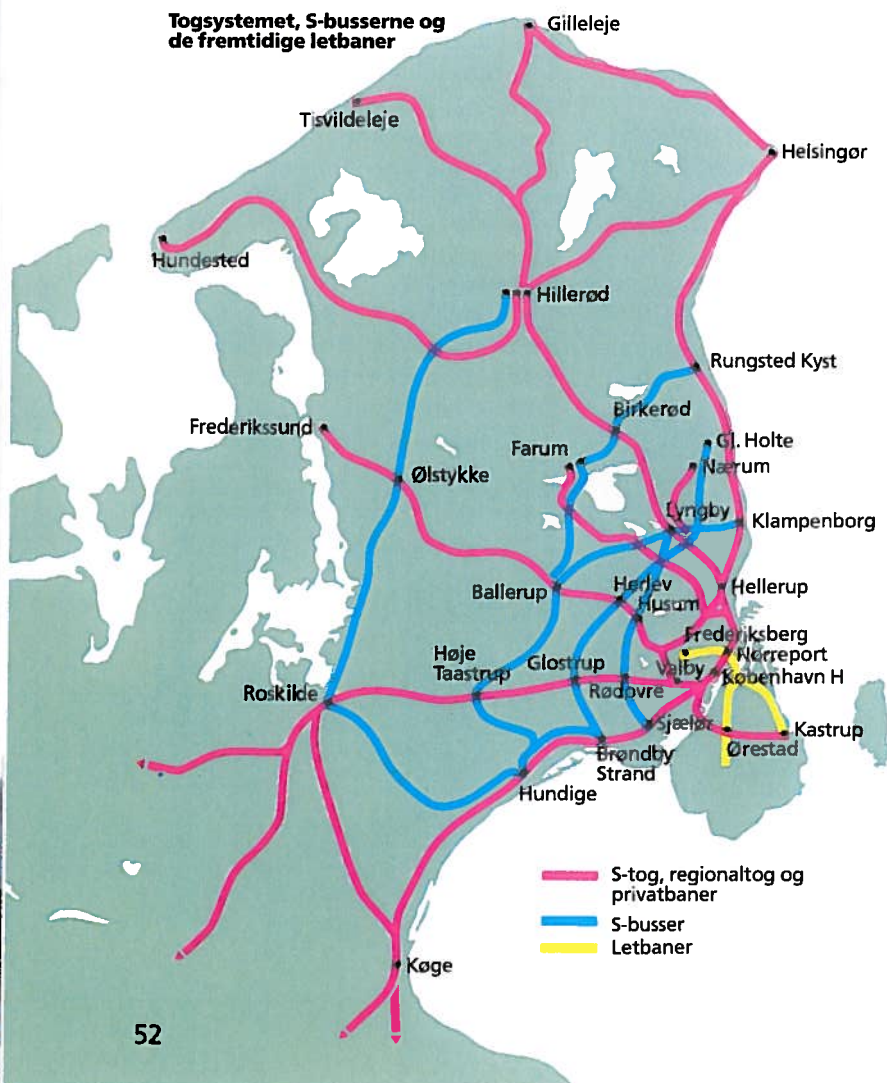 Togsystemet, S-busserne og
de fremtidige letbaner
Gilleleje
Tisvildeleje
Helsingør
Hundested
Hillerød
Rungsted Kyst
Birkerød
Frederikssund
Gl. Holte
Farum
Nærum
Ølstykke
Lyngby
Klampenborg
Ballerup
Herlev
Hellerup
Husum
Frederiksberg
Høje
Taastrup
Glostrup
Valby
Nørreport
København H
Roskilde
Rødovre
Sjælør
Kastrup
Ørestad
Brøndby
Strand
Hundige
S-tog, regionaltog og
privatbaner
S-busser
Letbaner
Køge
52